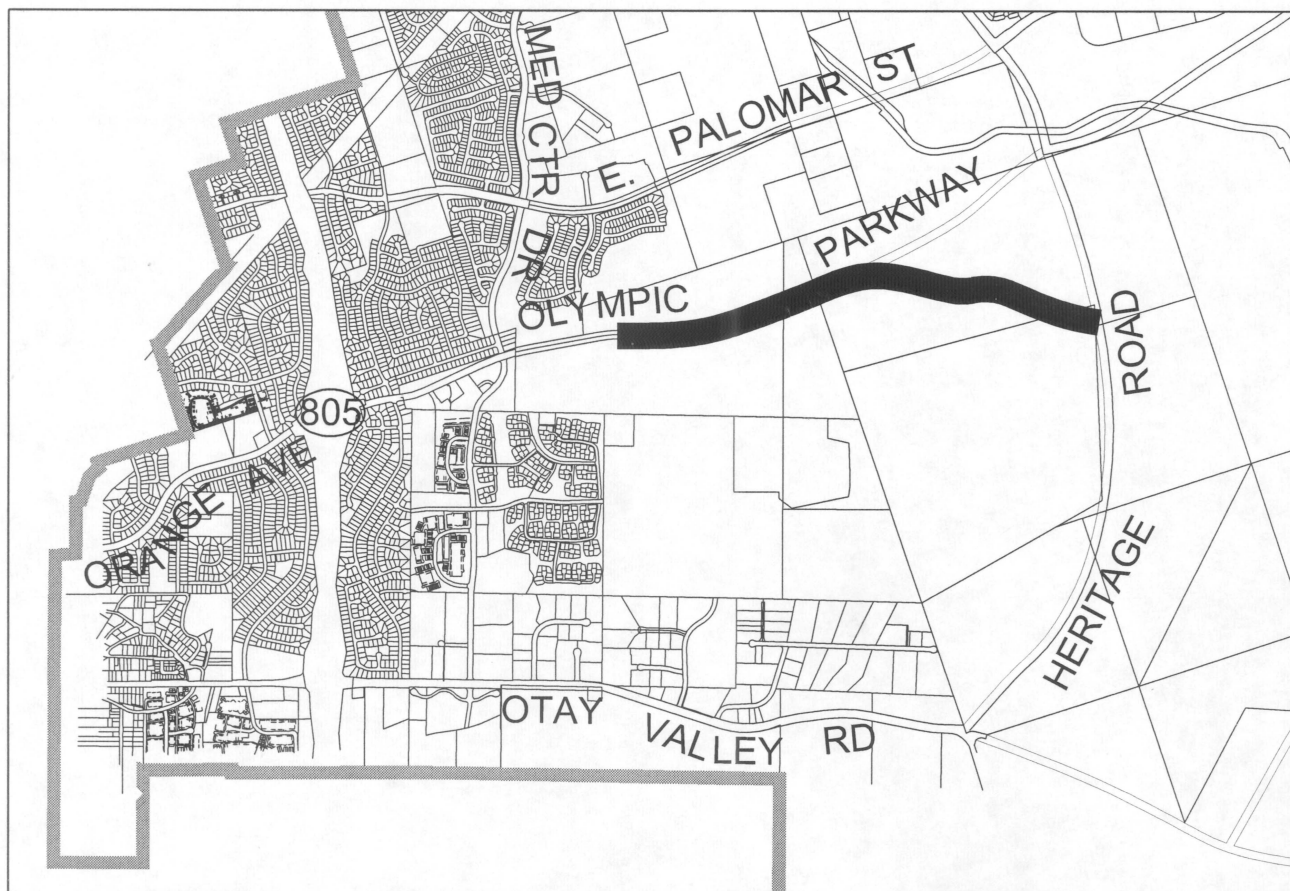 MED CTR DR
E. PALOMAR ST
OLYMPIC PARKWAY
805
ORANGE AVE
HERITAGE ROAD
OTAY VALLEY RD